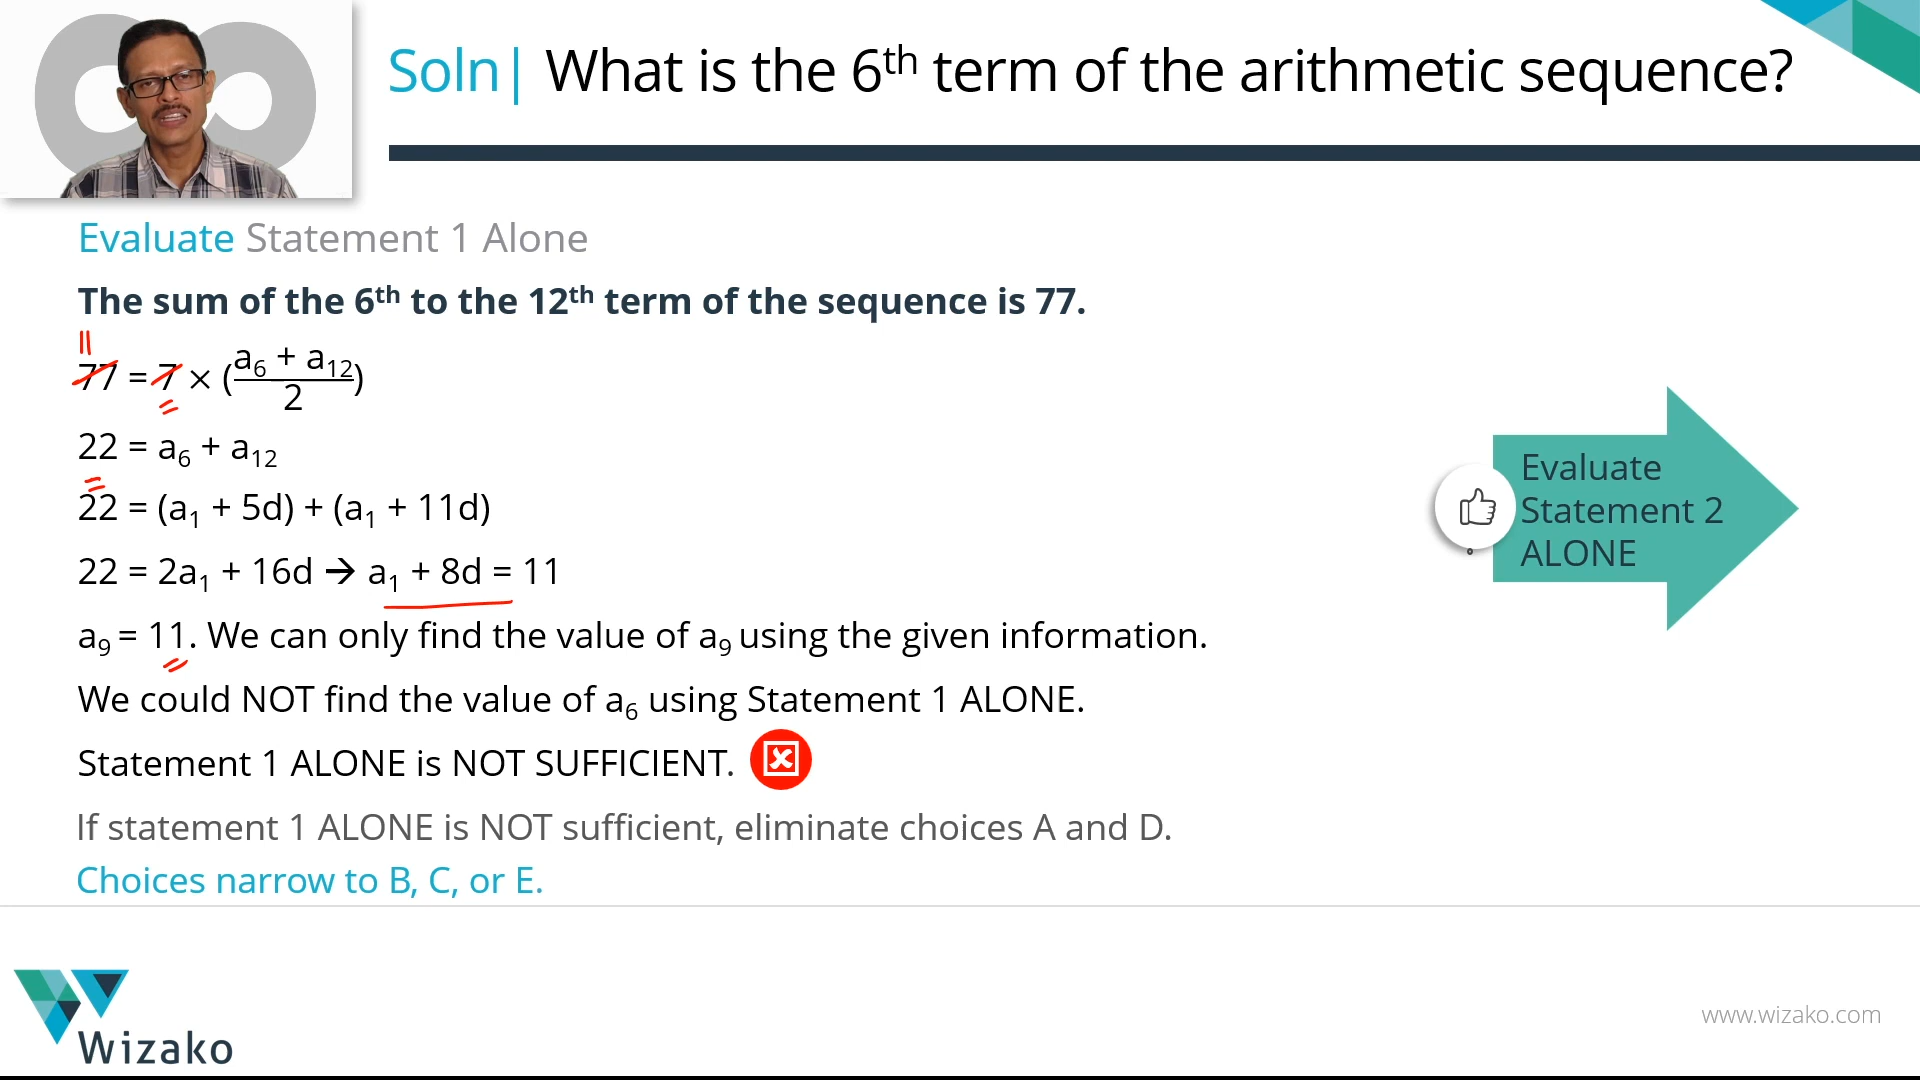 Soln| What is the 6th term of the arithmetic sequence?
Evaluate Statement 1 Alone
The sum of the 6th to the 12th term of the sequence is 77.
11
77 = 7 × (a6 + a12 / 2)
22 = a6 + a12
22 = (a1 + 5d) + (a1 + 11d)
22 = 2a1 + 16d → a1 + 8d = 11
a9 = 11. We can only find the value of a9 using the given information.
We could NOT find the value of a6 using Statement 1 ALONE.
Statement 1 ALONE is NOT SUFFICIENT.
If statement 1 ALONE is NOT sufficient, eliminate choices A and D.
Choices narrow to B, C, or E.
Evaluate
Statement 2
ALONE
Wizako
www.wizako.com